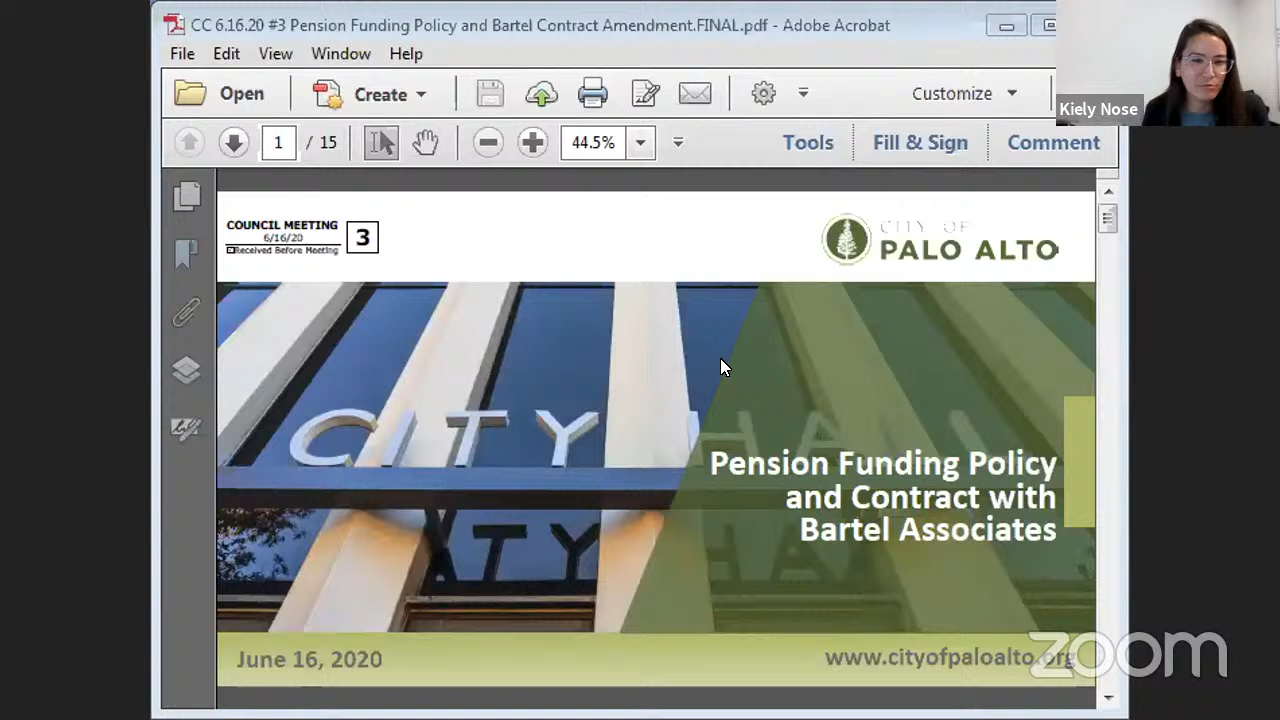 CC 6.16.20 #3 Pension Funding Policy and Bartel Contract Amendment.FINAL.pdf - Adobe Acrobat
File Edit View Window Help
Kiely Nose
Open Create Customize
1 / 15 44.5% Tools Fill & Sign Comment
COUNCIL MEETING
6/16/20
Received Before Meeting
3
CITY OF
PALO ALTO
CITY HALL
Pension Funding Policy
and Contract with
Bartel Associates
June 16, 2020
www.cityofpaloalto.org
zoom